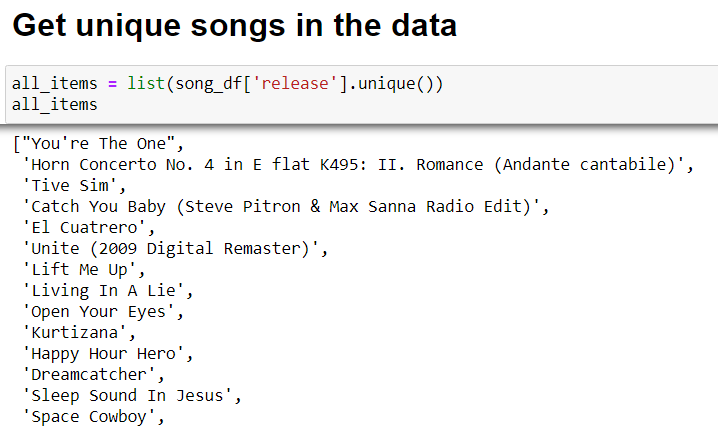 Get unique songs in the data
all_items = list(song_df['release'].unique())
all_items
["You're The One",
'Horn Concerto No. 4 in E flat K495: II. Romance (Andante cantabile)',
'Tive Sim',
'Catch You Baby (Steve Pitron & Max Sanna Radio Edit)',
'El Cuatrero',
'Unite (2009 Digital Remaster)',
'Lift Me Up',
'Living In A Lie',
'Open Your Eyes',
'Kurtizana',
'Happy Hour Hero',
'Dreamcatcher',
'Sleep Sound In Jesus',
'Space Cowboy',